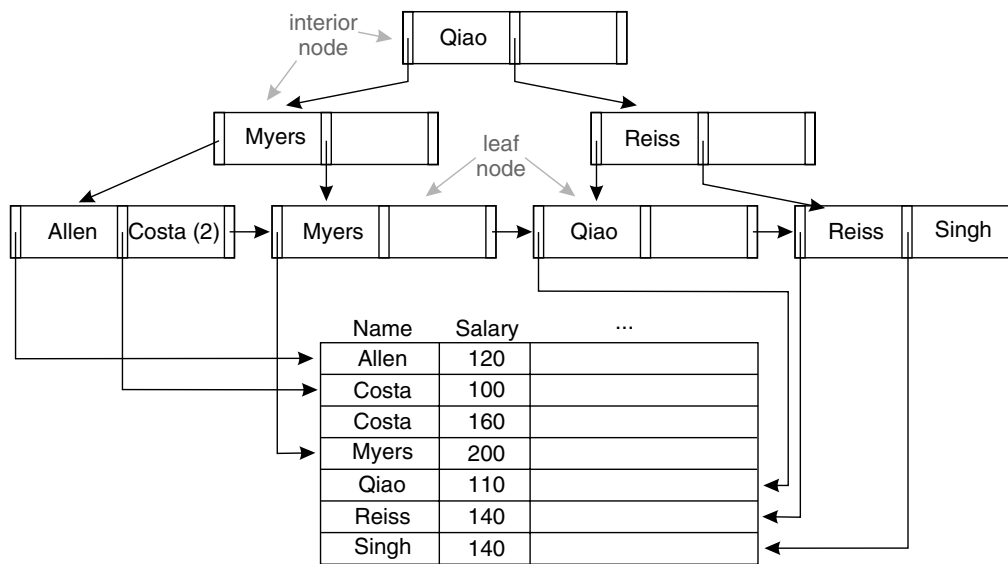 interior
node
Qiao
Myers
leaf
node
Reiss
Allen
Costa (2)
Myers
Qiao
Reiss
Singh
Name Salary ...
Allen 120
Costa 100
Costa 160
Myers 200
Qiao 110
Reiss 140
Singh 140